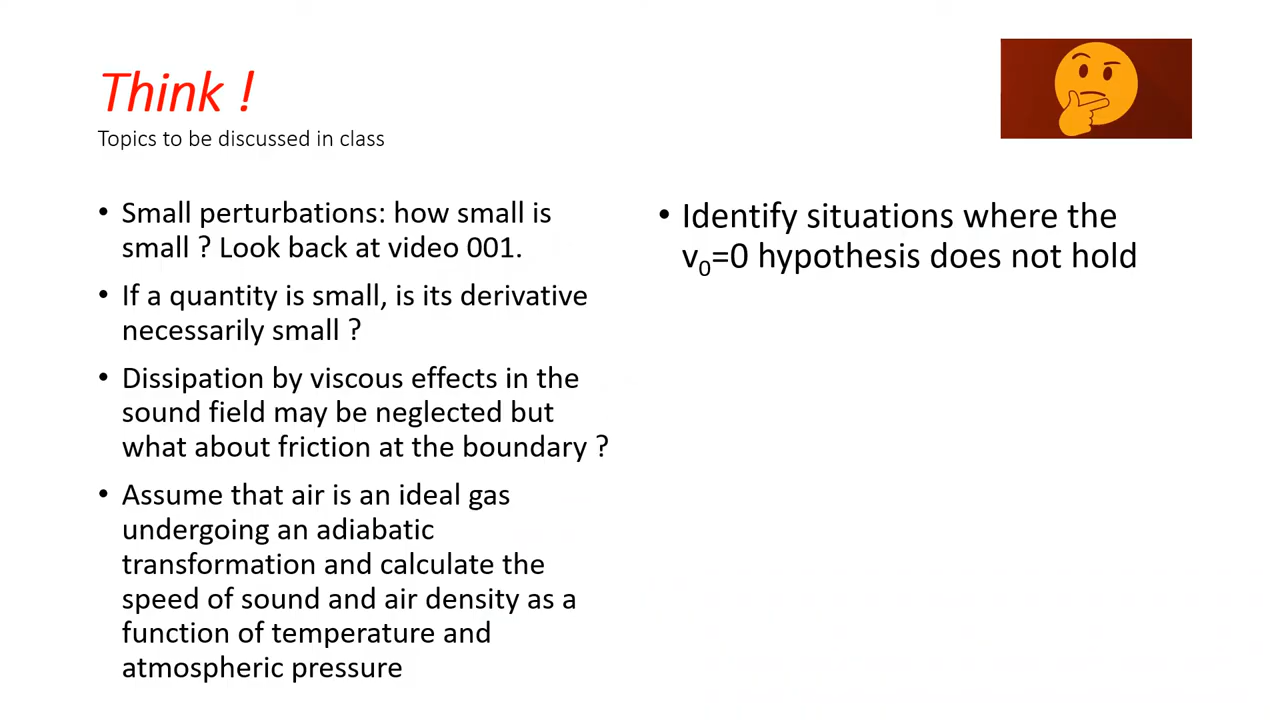 Think !
Topics to be discussed in class
• Small perturbations: how small is
small ? Look back at video 001.
• If a quantity is small, is its derivative
necessarily small ?
• Dissipation by viscous effects in the
sound field may be neglected but
what about friction at the boundary ?
• Assume that air is an ideal gas
undergoing an adiabatic
transformation and calculate the
speed of sound and air density as a
function of temperature and
atmospheric pressure
• Identify situations where the
v₀=0 hypothesis does not hold